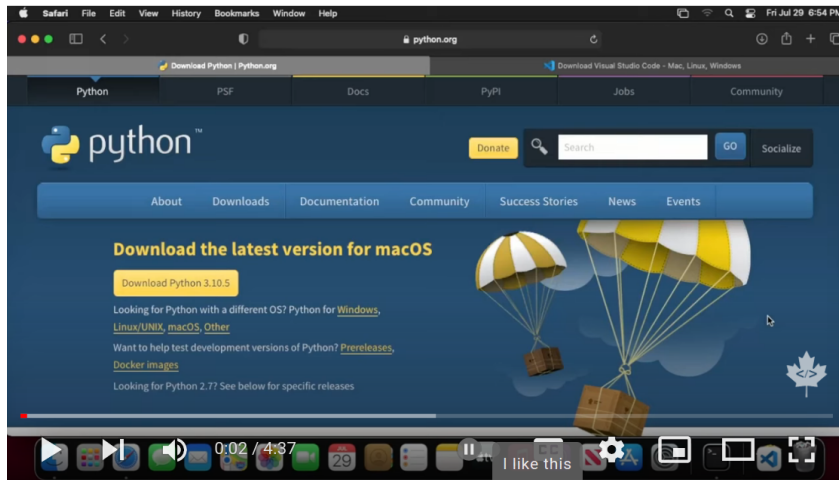 Safari File Edit View History Bookmarks Window Help Fri Jul 29 6:54 PM
python.org
Download Python | Python.org Download Visual Studio Code - Mac, Linux, Windows
Python PSF Docs PyPI Jobs Community
python™ Donate Search GO Socialize
About Downloads Documentation Community Success Stories News Events
Download the latest version for macOS
Download Python 3.10.5
Looking for Python with a different OS? Python for Windows,
Linux/UNIX, macOS, Other
Want to help test development versions of Python? Prereleases,
Docker images
Looking for Python 2.7? See below for specific releases
</>
0:02 / 4:37
JUL
29
I like this